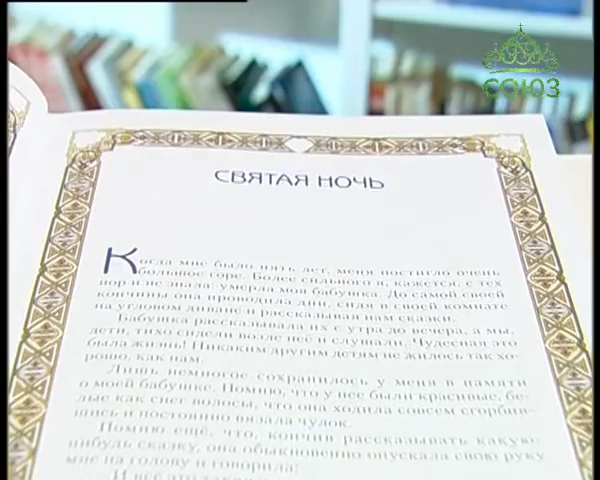 СОЮЗ
СВЯТАЯ НОЧЬ
Когда мне было пять лет, меня постигло очень
большое горе. Более сильного я, кажется, с тех
пор и не знала: умерла моя бабушка. До самой своей
кончины она проводила дни, сидя в своей комнате
на угловом диване и рассказывая нам сказки.
Бабушка рассказывала их с утра до вечера, а мы,
дети, тихо сидели возле неё и слушали. Чудесная это
была жизнь! Никаким другим детям не жилось так хо-
рошо, как нам.
Лишь немногое сохранилось у меня в памяти
о моей бабушке. Помню, что у нее были красивые, бе-
лые как снег волосы, что она ходила совсем сгорбив-
шись и постоянно вязала чулок.
Помню ещё, что, кончив рассказывать какую-
нибудь сказку, она обыкновенно опускала свою руку
мне на голову и говорила:
И всё это так